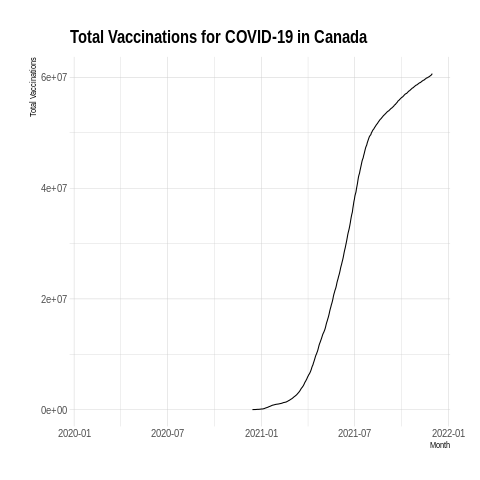 Total Vaccinations for COVID-19 in Canada
Total Vaccinations
6e+07
4e+07
2e+07
0e+00
2020-01 2020-07 2021-01 2021-07 2022-01
Month